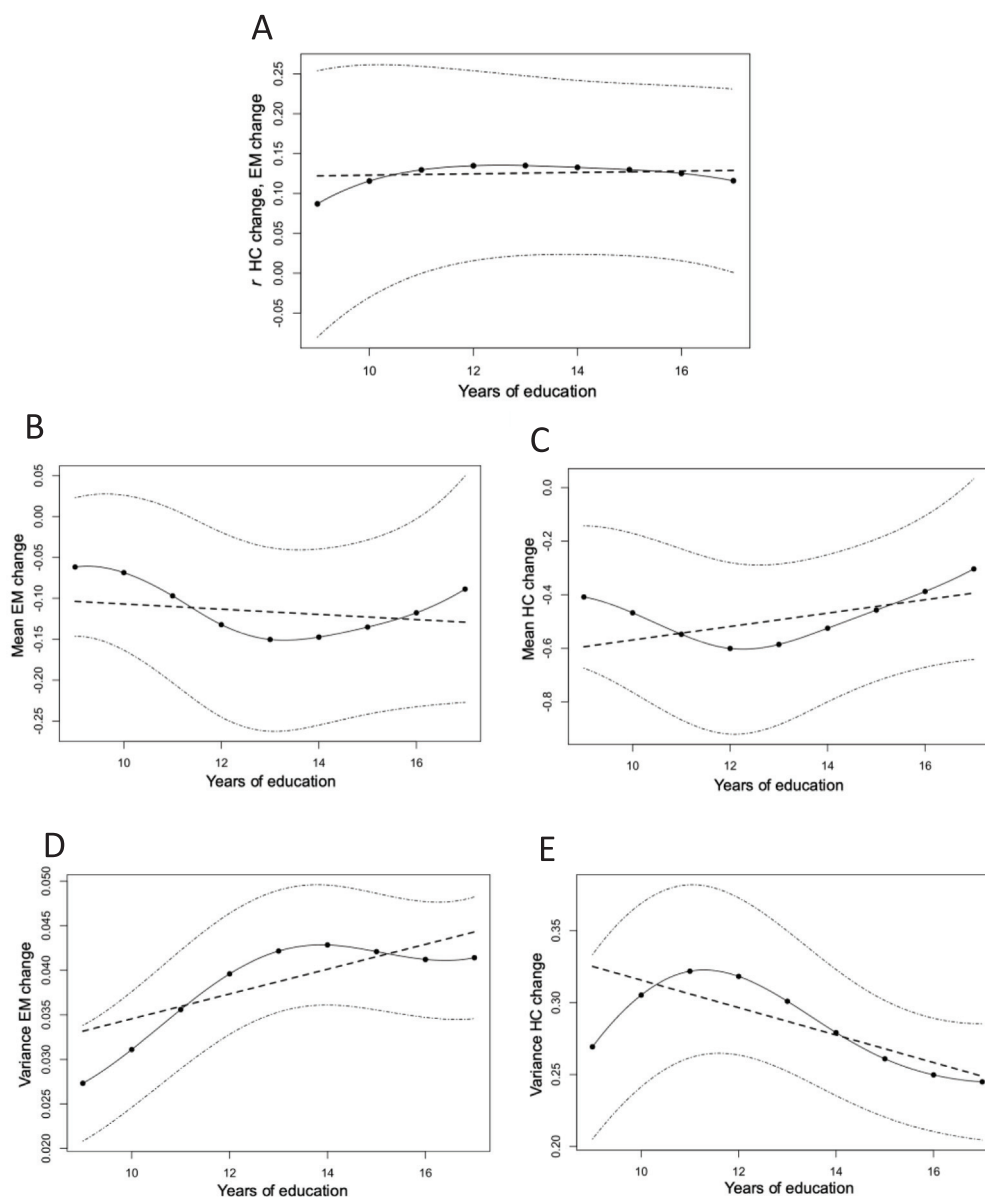 A
r HC change, EM change
0.25
0.20
0.15
0.10
0.05
0.00
-0.05
10 12 14 16
Years of education
B
Mean EM change
0.05
0.00
-0.05
-0.10
-0.15
-0.20
-0.25
10 12 14 16
Years of education
C
Mean HC change
0.0
-0.2
-0.4
-0.6
-0.8
10 12 14 16
Years of education
D
Variance EM change
0.050
0.045
0.040
0.035
0.030
0.025
0.020
10 12 14 16
Years of education
E
Variance HC change
0.35
0.30
0.25
0.20
10 12 14 16
Years of education